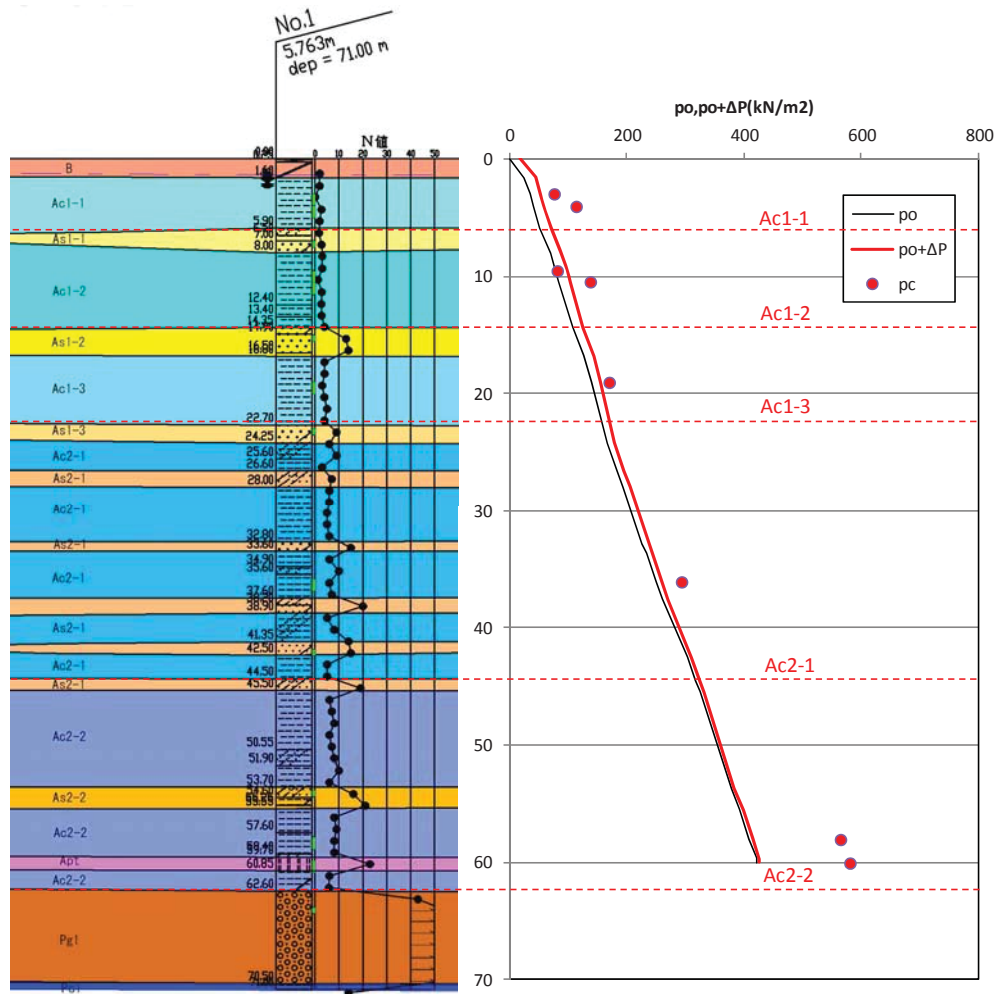 No.1
5.763m
dep = 71.00 m
N値
0 10 20 30 40 50
B
1.60
Ac1-1
5.90
As1-1
7.00
8.00
Ac1-2
12.40
13.40
14.25
As1-2
16.50
Ac1-3
22.70
As1-3
24.25
Ac2-1
25.60
26.60
As2-1
28.00
Ac2-1
32.80
As2-1
33.60
34.90
35.60
Ac2-1
37.60
38.90
As2-1
41.35
42.50
Ac2-1
44.50
As2-1
45.50
Ac2-2
50.55
51.90
53.70
As2-2
Ac2-2
57.60
59.70
Apt
60.85
Ac2-2
62.60
Pg1
70.50
po,po+ΔP(kN/m2)
0 200 400 600 800
0
10
20
30
40
50
60
70
po
po+ΔP
pc
Ac1-1
Ac1-2
Ac1-3
Ac2-1
Ac2-2